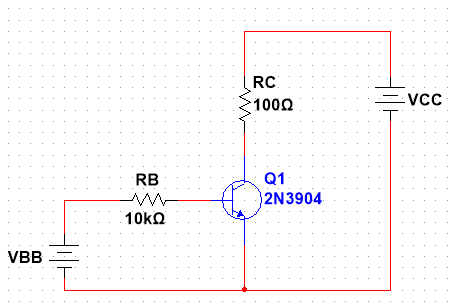 RC
100Ω
VCC
Q1
2N3904
RB
10kΩ
VBB